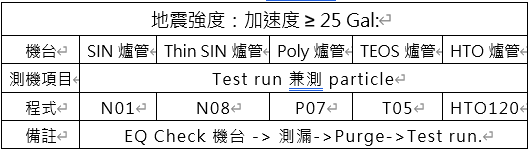 地震強度：加速度 ≥ 25 Gal:
機台 SIN 爐管 Thin SIN 爐管 Poly 爐管 TEOS 爐管 HTO 爐管
測機項目 Test run 兼測 particle
程式 N01 N08 P07 T05 HTO120
備註 EQ Check 機台 -> 測漏->Purge->Test run.